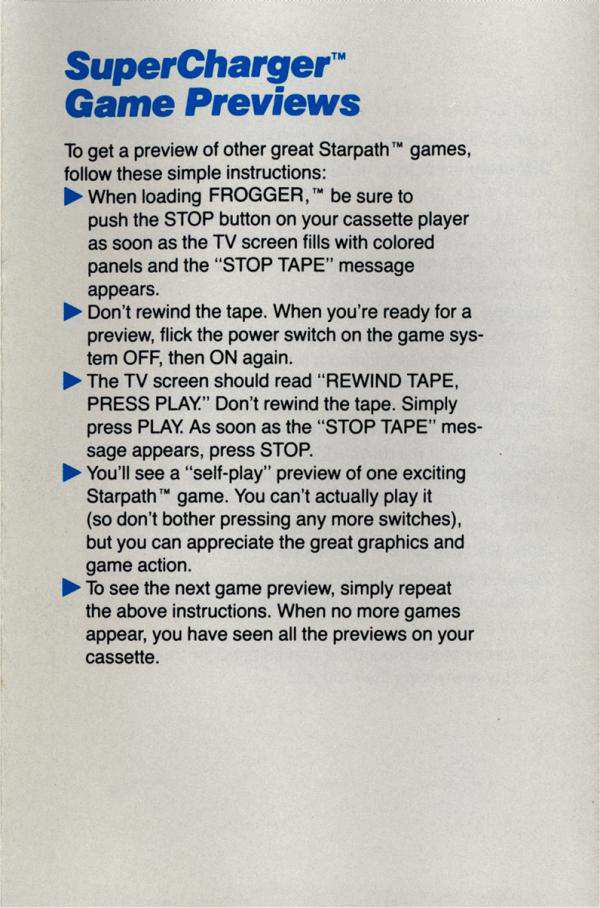 SuperCharger™
Game Previews
To get a preview of other great Starpath™ games,
follow these simple instructions:
▶ When loading FROGGER,™ be sure to
push the STOP button on your cassette player
as soon as the TV screen fills with colored
panels and the “STOP TAPE” message
appears.
▶ Don't rewind the tape. When you're ready for a
preview, flick the power switch on the game sys-
tem OFF, then ON again.
▶ The TV screen should read “REWIND TAPE,
PRESS PLAY.” Don't rewind the tape. Simply
press PLAY. As soon as the “STOP TAPE” mes-
sage appears, press STOP.
▶ You'll see a “self-play” preview of one exciting
Starpath™ game. You can't actually play it
(so don't bother pressing any more switches),
but you can appreciate the great graphics and
game action.
▶ To see the next game preview, simply repeat
the above instructions. When no more games
appear, you have seen all the previews on your
cassette.